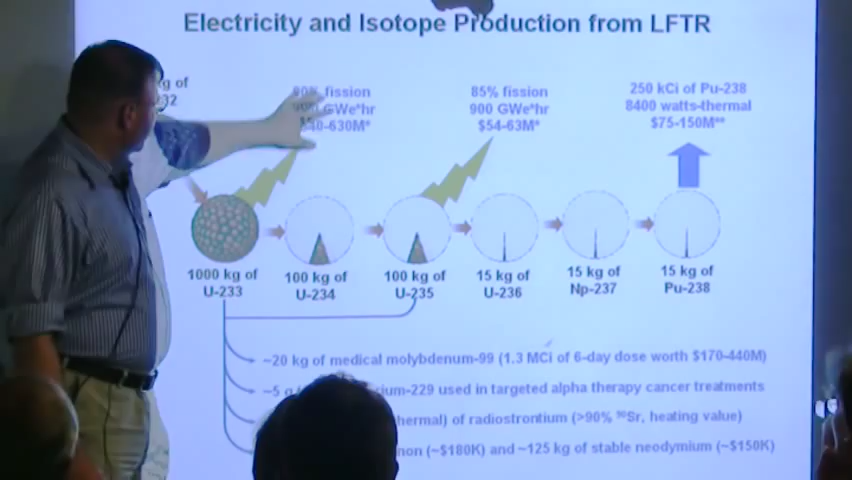 Electricity and Isotope Production from LFTR
fission
GWe*hr
85% fission
900 GWe*hr
$54-63M*
250 kCi of Pu-238
8400 watts-thermal
$75-150M**
1000 kg of
U-233
100 kg of
U-234
100 kg of
U-235
15 kg of
U-236
15 kg of
Np-237
15 kg of
Pu-238
~20 kg of medical molybdenum-99 (1.3 MCi of 6-day dose worth $170-440M)
~5 used in targeted alpha therapy cancer treatments
of radiostrontium (>90% ⁹⁰Sr, heating value)
(~$180K) and ~125 kg of stable neodymium (~$150K)